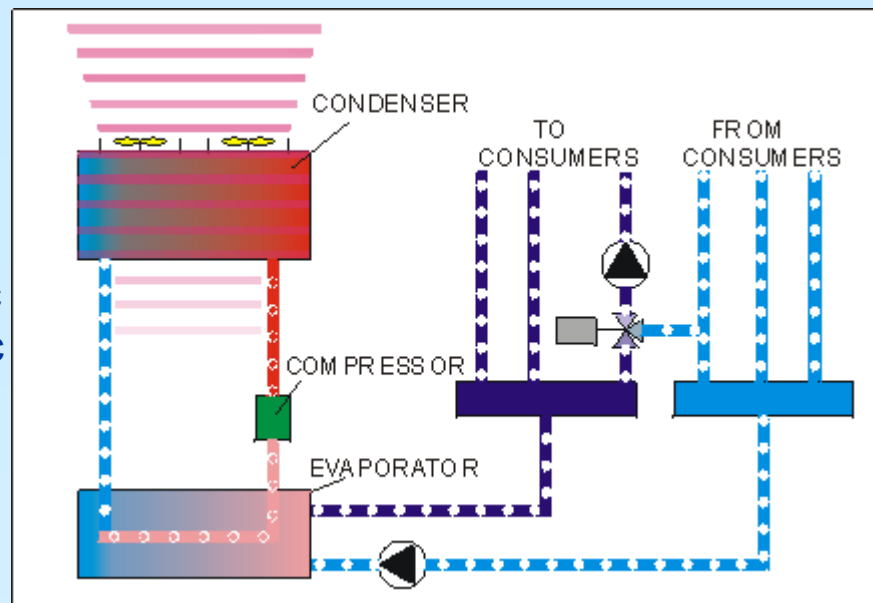 CONDENSER
TO
CONSUMERS
FROM
CONSUMERS
COMPRESSOR
EVAPORATOR